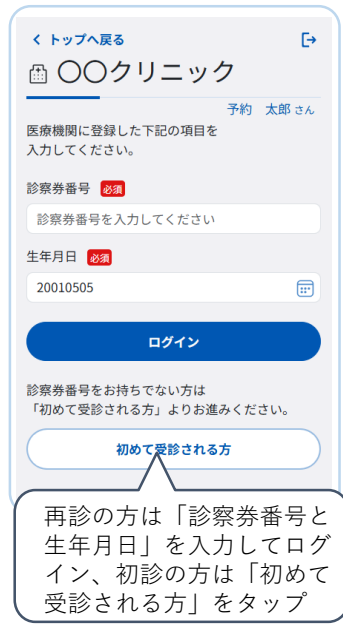 トップへ戻る
〇〇クリニック
予約　太郎 さん
医療機関に登録した下記の項目を
入力してください。
診察券番号 必須
診察券番号を入力してください
生年月日 必須
20010505
ログイン
診察券番号をお持ちでない方は
「初めて受診される方」よりお進みください。
初めて受診される方
再診の方は「診察券番号と
生年月日」を入力してログ
イン、初診の方は「初めて
受診される方」をタップ